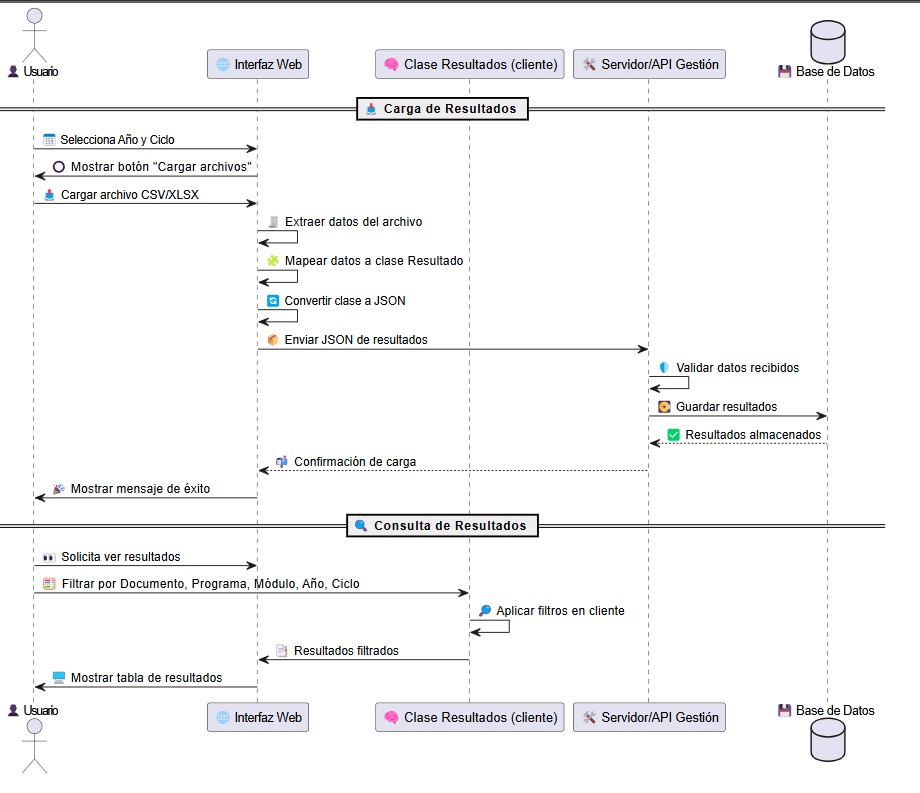 Usuario
Interfaz Web
Clase Resultados (cliente)
Servidor/API Gestión
Base de Datos
Carga de Resultados
Selecciona Año y Ciclo
Mostrar botón "Cargar archivos"
Cargar archivo CSV/XLSX
Extraer datos del archivo
Mapear datos a clase Resultado
Convertir clase a JSON
Enviar JSON de resultados
Validar datos recibidos
Guardar resultados
Resultados almacenados
Confirmación de carga
Mostrar mensaje de éxito
Consulta de Resultados
Solicita ver resultados
Filtrar por Documento, Programa, Módulo, Año, Ciclo
Aplicar filtros en cliente
Resultados filtrados
Mostrar tabla de resultados
Usuario
Interfaz Web
Clase Resultados (cliente)
Servidor/API Gestión
Base de Datos